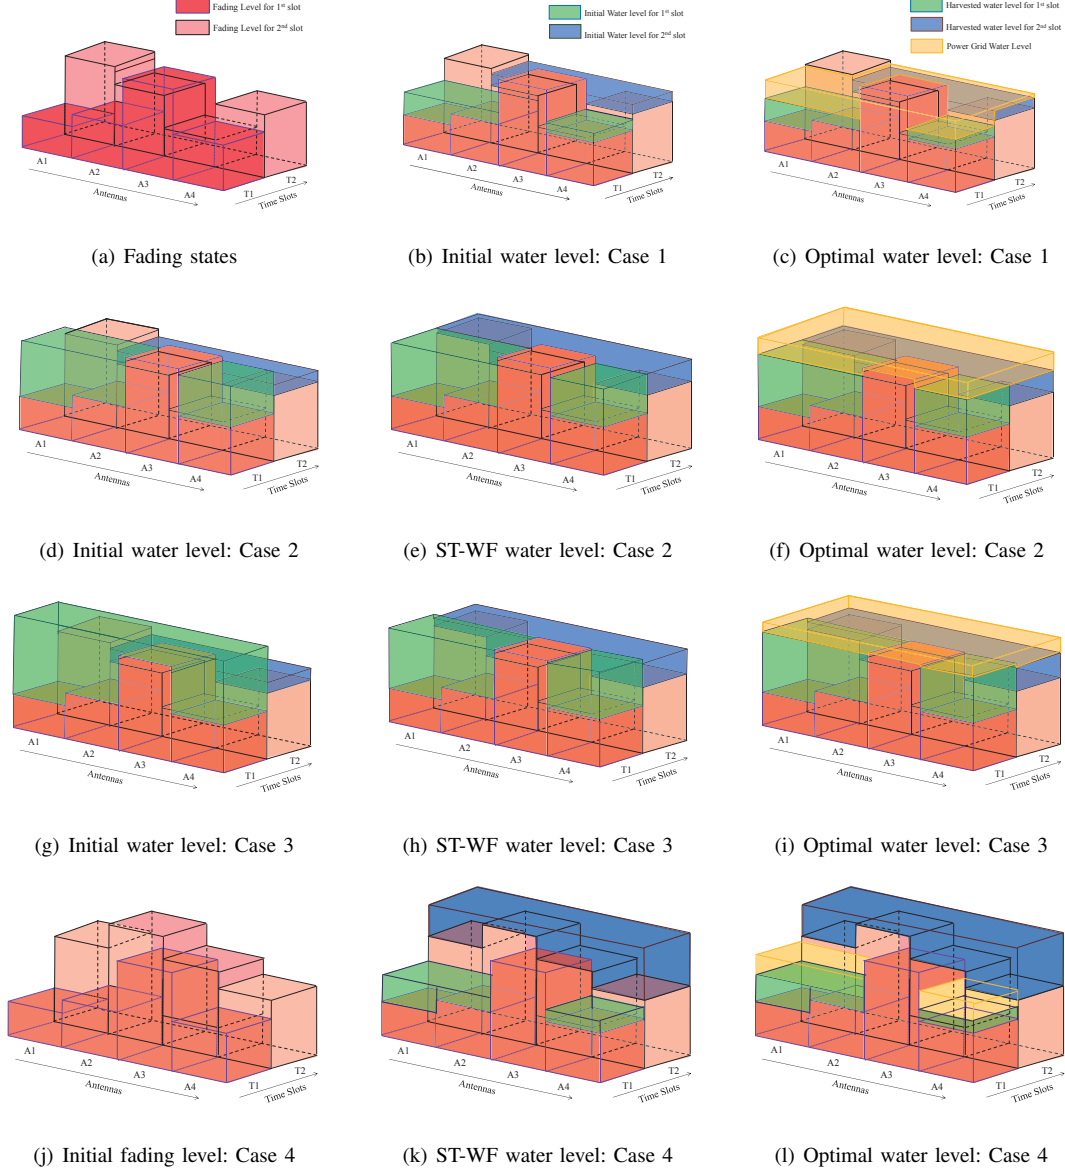 Fading Level for 1st slot
Fading Level for 2nd slot
A1
A2
A3
A4
T1
T2
Antennas
Time Slots
(a) Fading states
Initial Water level for 1st slot
Initial Water level for 2nd slot
A1
A2
A3
A4
T1
T2
Antennas
Time Slots
(b) Initial water level: Case 1
Harvested water level for 1st slot
Harvested water level for 2nd slot
Power Grid Water Level
A1
A2
A3
A4
T1
T2
Antennas
Time Slots
(c) Optimal water level: Case 1
A1
A2
A3
A4
T1
T2
Antennas
Time Slots
(d) Initial water level: Case 2
A1
A2
A3
A4
T1
T2
Antennas
Time Slots
(e) ST-WF water level: Case 2
A1
A2
A3
A4
T1
T2
Antennas
Time Slots
(f) Optimal water level: Case 2
A1
A2
A3
A4
T1
T2
Antennas
Time Slots
(g) Initial water level: Case 3
A1
A2
A3
A4
T1
T2
Antennas
Time Slots
(h) ST-WF water level: Case 3
A1
A2
A3
A4
T1
T2
Antennas
Time Slots
(i) Optimal water level: Case 3
A1
A2
A3
A4
T1
T2
Antennas
Time Slots
(j) Initial fading level: Case 4
A1
A2
A3
A4
T1
T2
Antennas
Time Slots
(k) ST-WF water level: Case 4
A1
A2
A3
A4
T1
T2
Antennas
Time Slots
(l) Optimal water level: Case 4